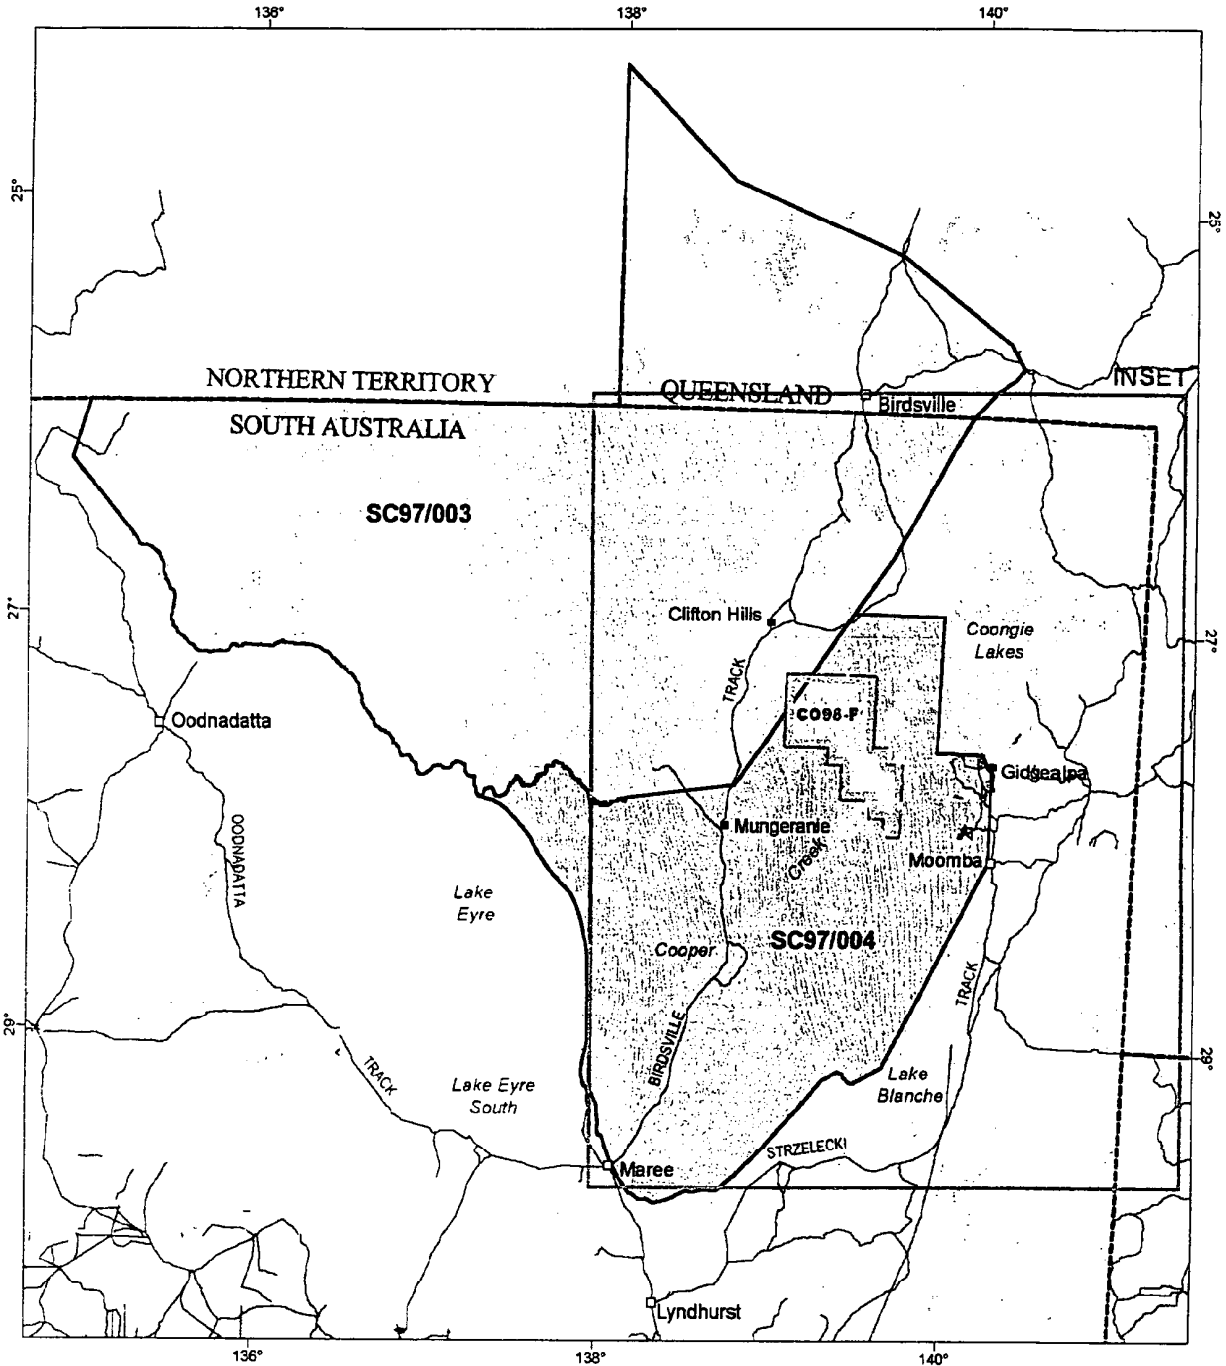 136°
138°
140°
25°
25°
NORTHERN TERRITORY
QUEENSLAND
INSET
Birdsville
SOUTH AUSTRALIA
SC97/003
27°
27°
Clifton Hills
Coongie
Lakes
TRACK
CO98-F
Oodnadatta
Gidgealpa
OODNADATTA
Mungeranie
Creek
Moomba
Lake
Eyre
Cooper
SC97/004
TRACK
29°
29°
BIRDSVILLE
TRACK
Lake Eyre
South
Lake
Blanche
STRZELECKI
Maree
Lyndhurst
136°
138°
140°